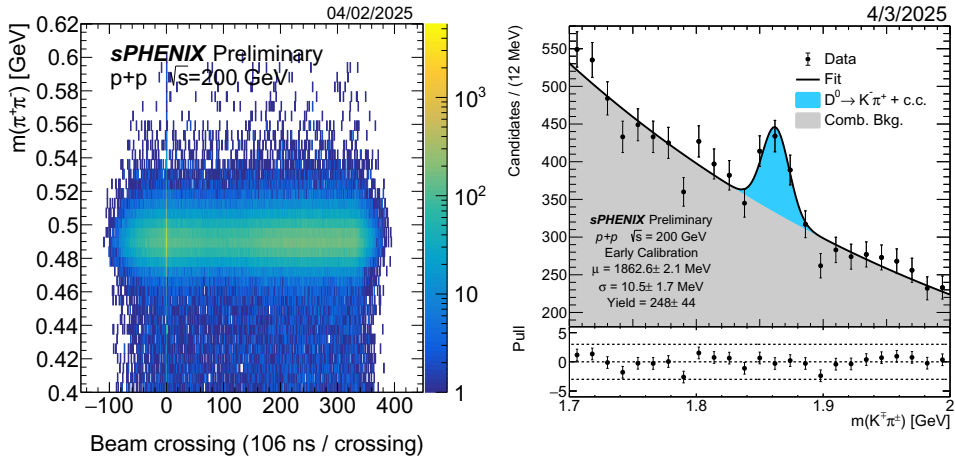 04/02/2025
sPHENIX Preliminary
p+p √s=200 GeV
m(π⁺π⁻) [GeV]
0.62
0.6
0.58
0.56
0.54
0.52
0.5
0.48
0.46
0.44
0.42
0.4
−100 0 100 200 300 400
Beam crossing (106 ns / crossing)
10³
10²
10
1
4/3/2025
Candidates / (12 MeV)
550
500
450
400
350
300
250
200
Data
Fit
D⁰→K⁻π⁺ + c.c.
Comb. Bkg.
sPHENIX Preliminary
p+p √s = 200 GeV
Early Calibration
μ = 1862.6± 2.1 MeV
σ = 10.5± 1.7 MeV
Yield = 248± 44
Pull
5
0
−5
1.7 1.8 1.9 2
m(K∓π±) [GeV]